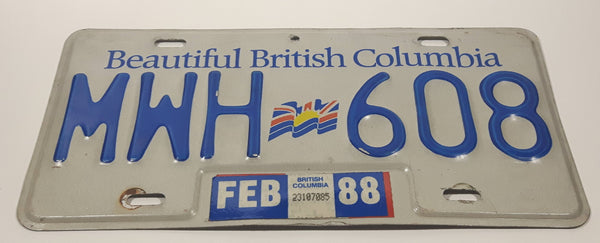 Beautiful British Columbia
MWH 608
FEB BRITISH COLUMBIA 23107085 88